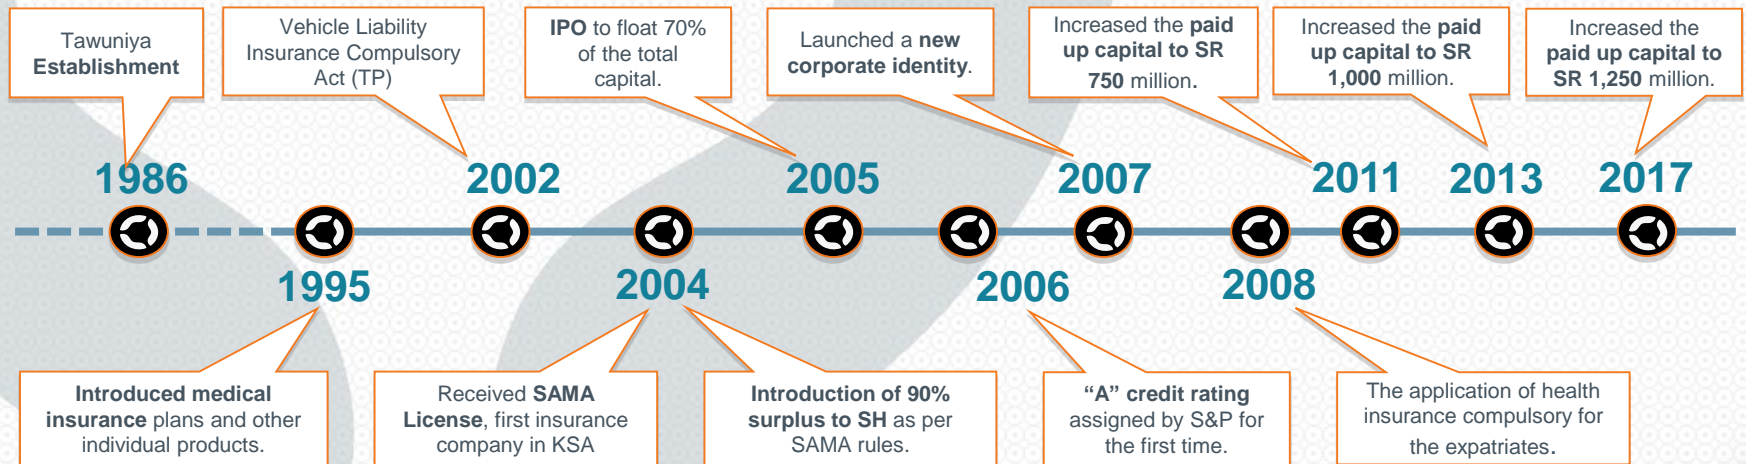 Tawuniya
Establishment
Vehicle Liability
Insurance Compulsory
Act (TP)
IPO to float 70%
of the total
capital.
Launched a new
corporate identity.
Increased the paid
up capital to SR
750 million.
Increased the paid
up capital to SR
1,000 million.
Increased the
paid up capital to
SR 1,250 million.
1986
2002
2005
2007
2011
2013
2017
1995
2004
2006
2008
Introduced medical
insurance plans and other
individual products.
Received SAMA
License, first insurance
company in KSA
Introduction of 90%
surplus to SH as per
SAMA rules.
“A” credit rating
assigned by S&P for
the first time.
The application of health
insurance compulsory for
the expatriates.